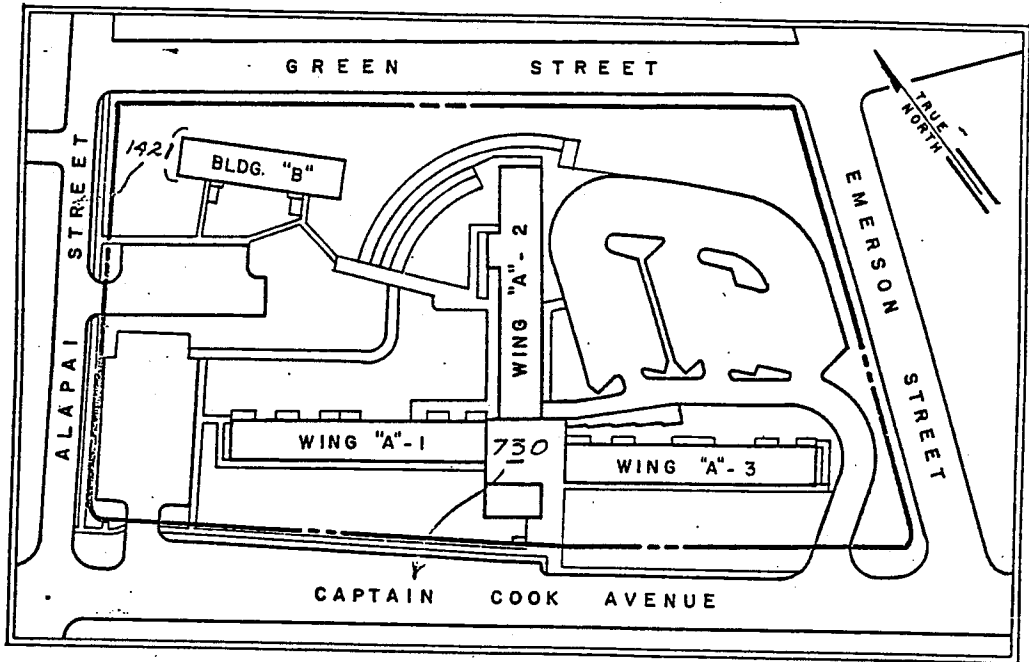 GREEN STREET
TRUE NORTH
1421
BLDG. "B"
ALAPAI STREET
EMERSON STREET
WING "A"-2
WING "A"-1
730
WING "A"-3
CAPTAIN COOK AVENUE